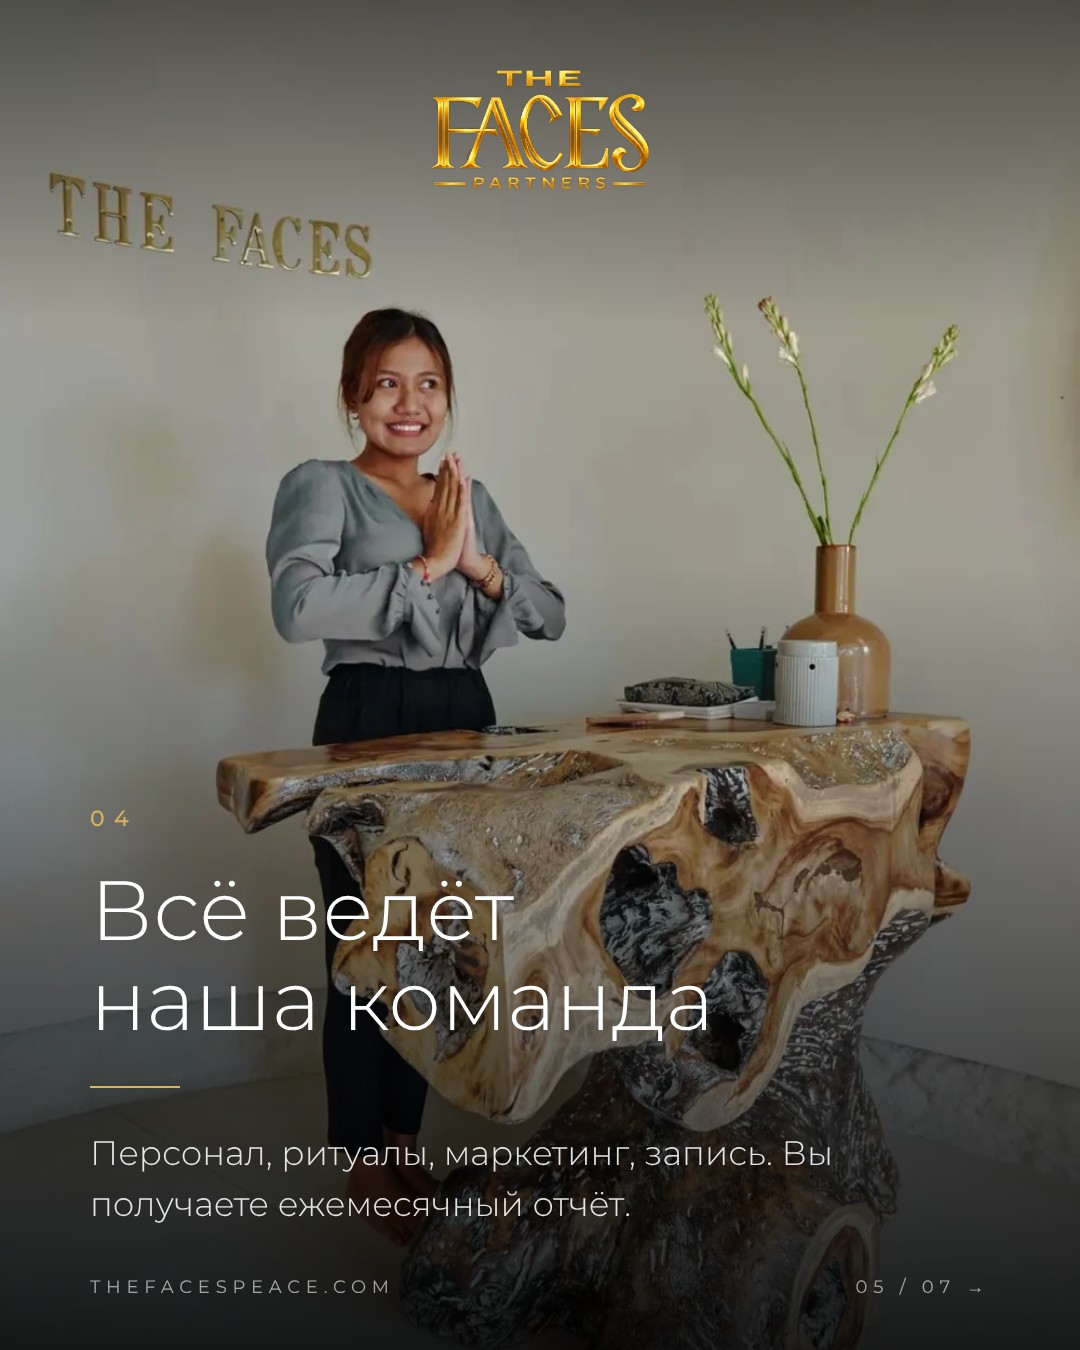 THE
FACES
PARTNERS
THE FACES
04
Всё ведёт
наша команда
Персонал, ритуалы, маркетинг, запись. Вы
получаете ежемесячный отчёт.
THEFACESPEACE.COM
05 / 07 →